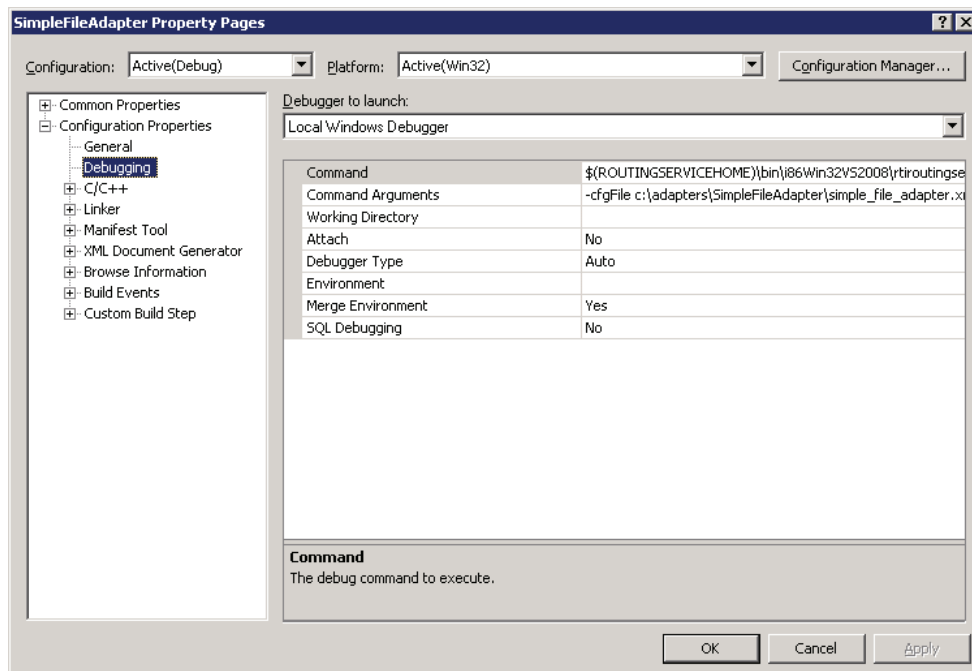 SimpleFileAdapter Property Pages
Configuration: Active(Debug) Platform: Active(Win32) Configuration Manager...
Common Properties
Configuration Properties
General
Debugging
C/C++
Linker
Manifest Tool
XML Document Generator
Browse Information
Build Events
Custom Build Step
Debugger to launch:
Local Windows Debugger
Command $(ROUTINGSERVICEHOME)\bin\i86Win32VS2008\rtiroutingse
Command Arguments -cfgFile c:\adapters\SimpleFileAdapter\simple_file_adapter.x
Working Directory
Attach No
Debugger Type Auto
Environment
Merge Environment Yes
SQL Debugging No
Command
The debug command to execute.
OK Cancel Apply